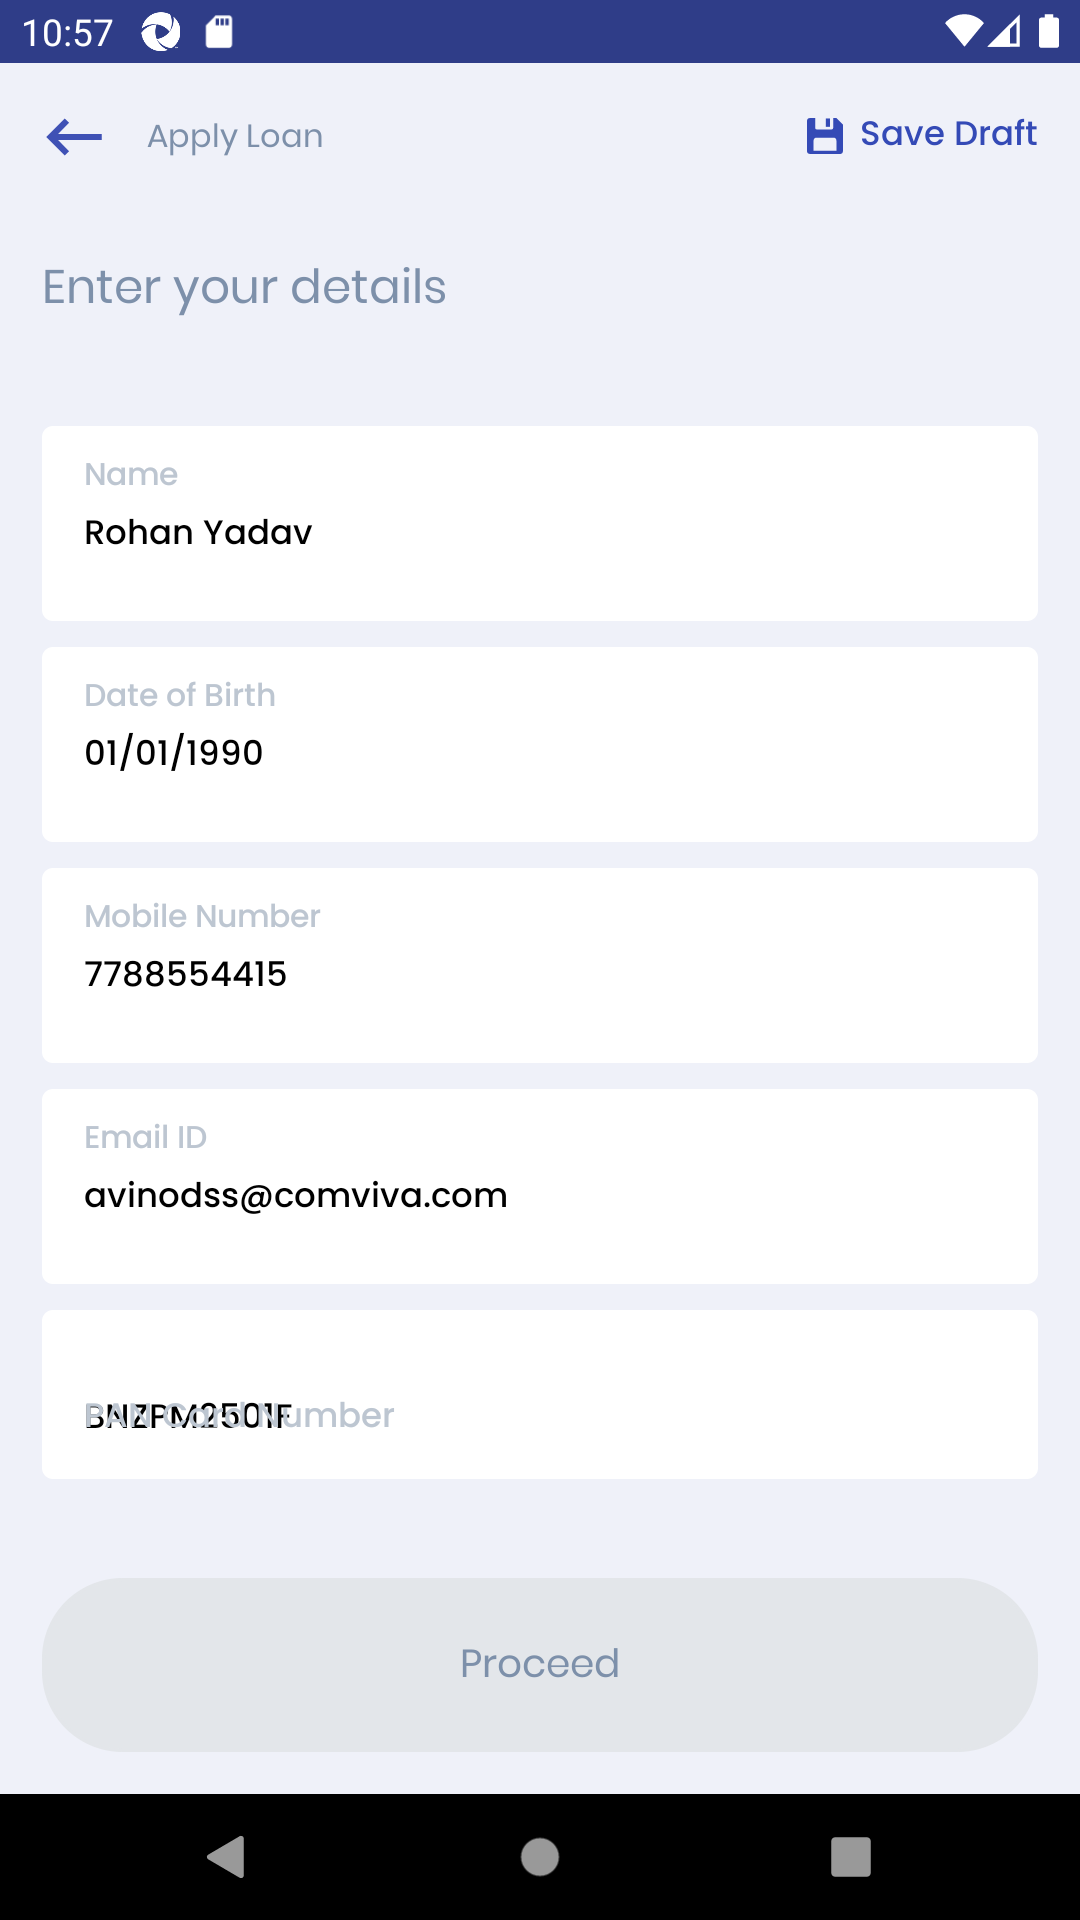 10:57
Apply Loan
Save Draft
Enter your details
Name
Rohan Yadav
Date of Birth
01/01/1990
Mobile Number
7788554415
Email ID
avinodss@comviva.com
PAN Card Number
BNZPM2501F
Proceed